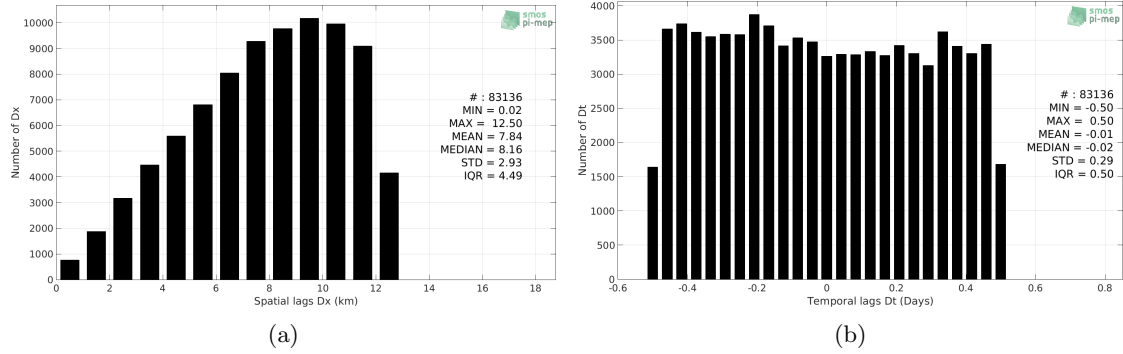 10000
9000
8000
7000
6000
5000
4000
3000
2000
1000
0
Number of Dx
0 2 4 6 8 10 12 14 16 18
Spatial lags Dx (km)
smos
pi-mep
# : 83136
MIN = 0.02
MAX = 12.50
MEAN = 7.84
MEDIAN = 8.16
STD = 2.93
IQR = 4.49
(a)
4000
3500
3000
2500
2000
1500
1000
500
0
Number of Dt
-0.6 -0.4 -0.2 0 0.2 0.4 0.6 0.8
Temporal lags Dt (Days)
smos
pi-mep
# : 83136
MIN = -0.50
MAX = 0.50
MEAN = -0.01
MEDIAN = -0.02
STD = 0.29
IQR = 0.50
(b)